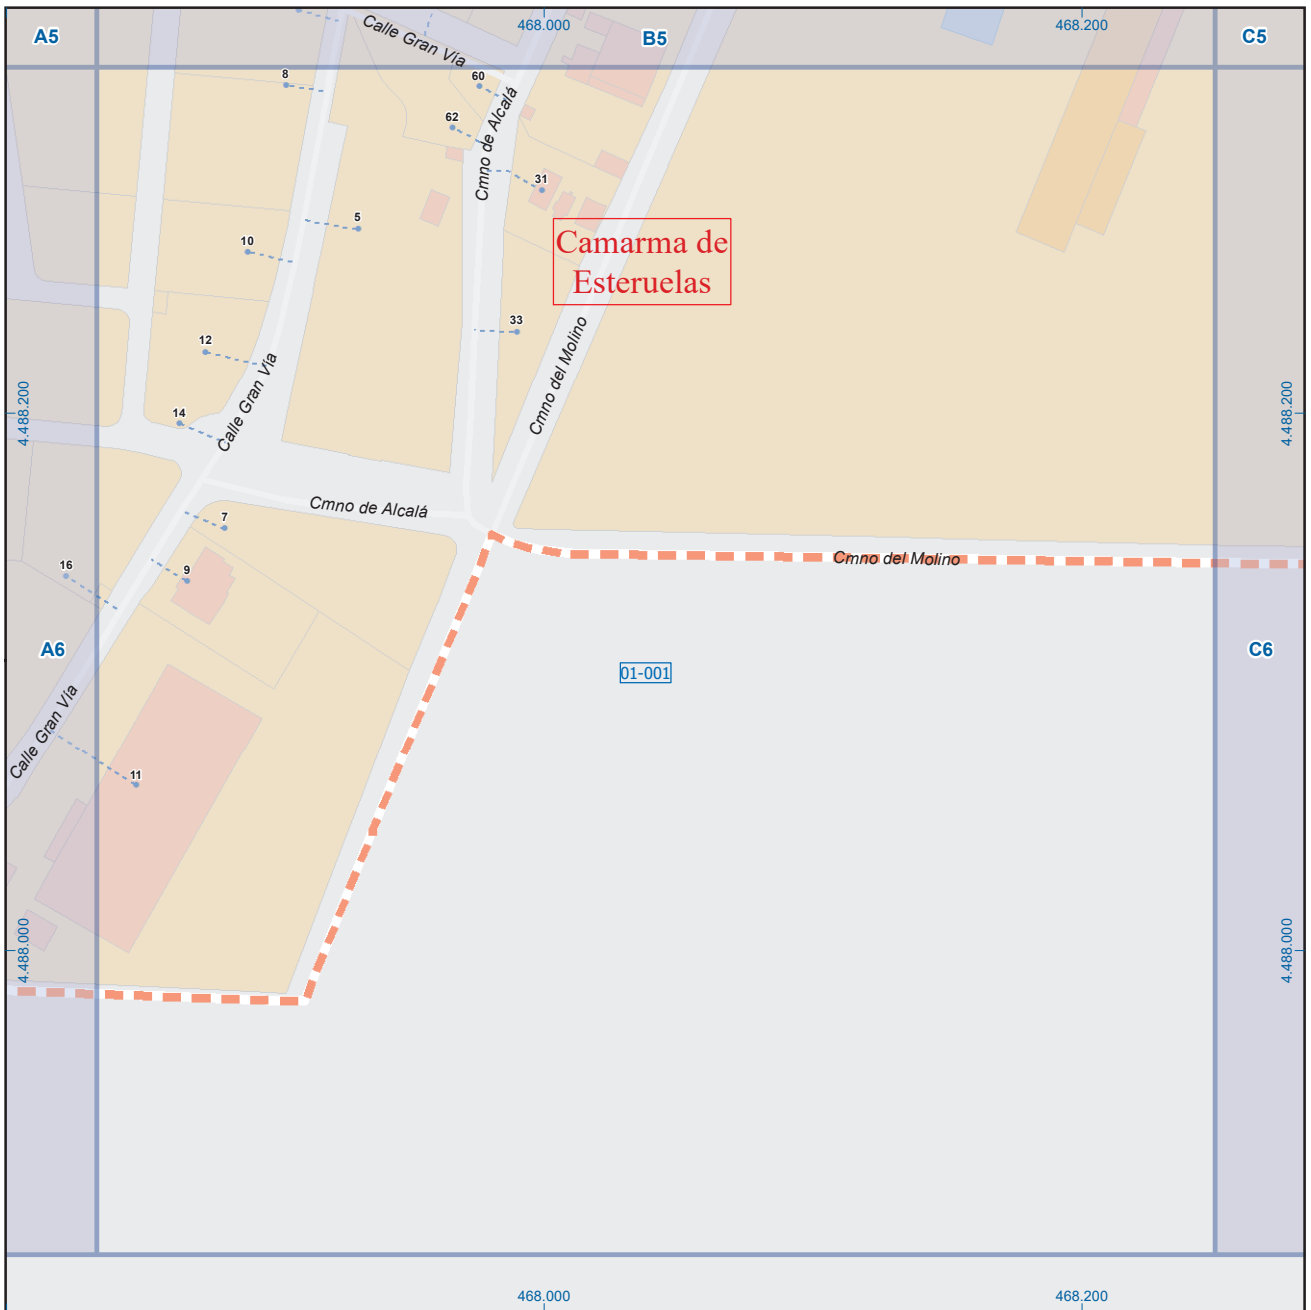 468.000
468.200
A5
B5
C5
Calle Gran Vía
8
60
62
Cmno de Alcalá
31
5
10
Camarma de
Esteruelas
33
12
Cmno del Molino
Calle Gran Vía
14
4.488.200
4.488.200
Cmno de Alcalá
7
Cmno del Molino
16
9
A6
C6
01-001
Calle Gran Vía
11
4.488.000
4.488.000
468.000
468.200